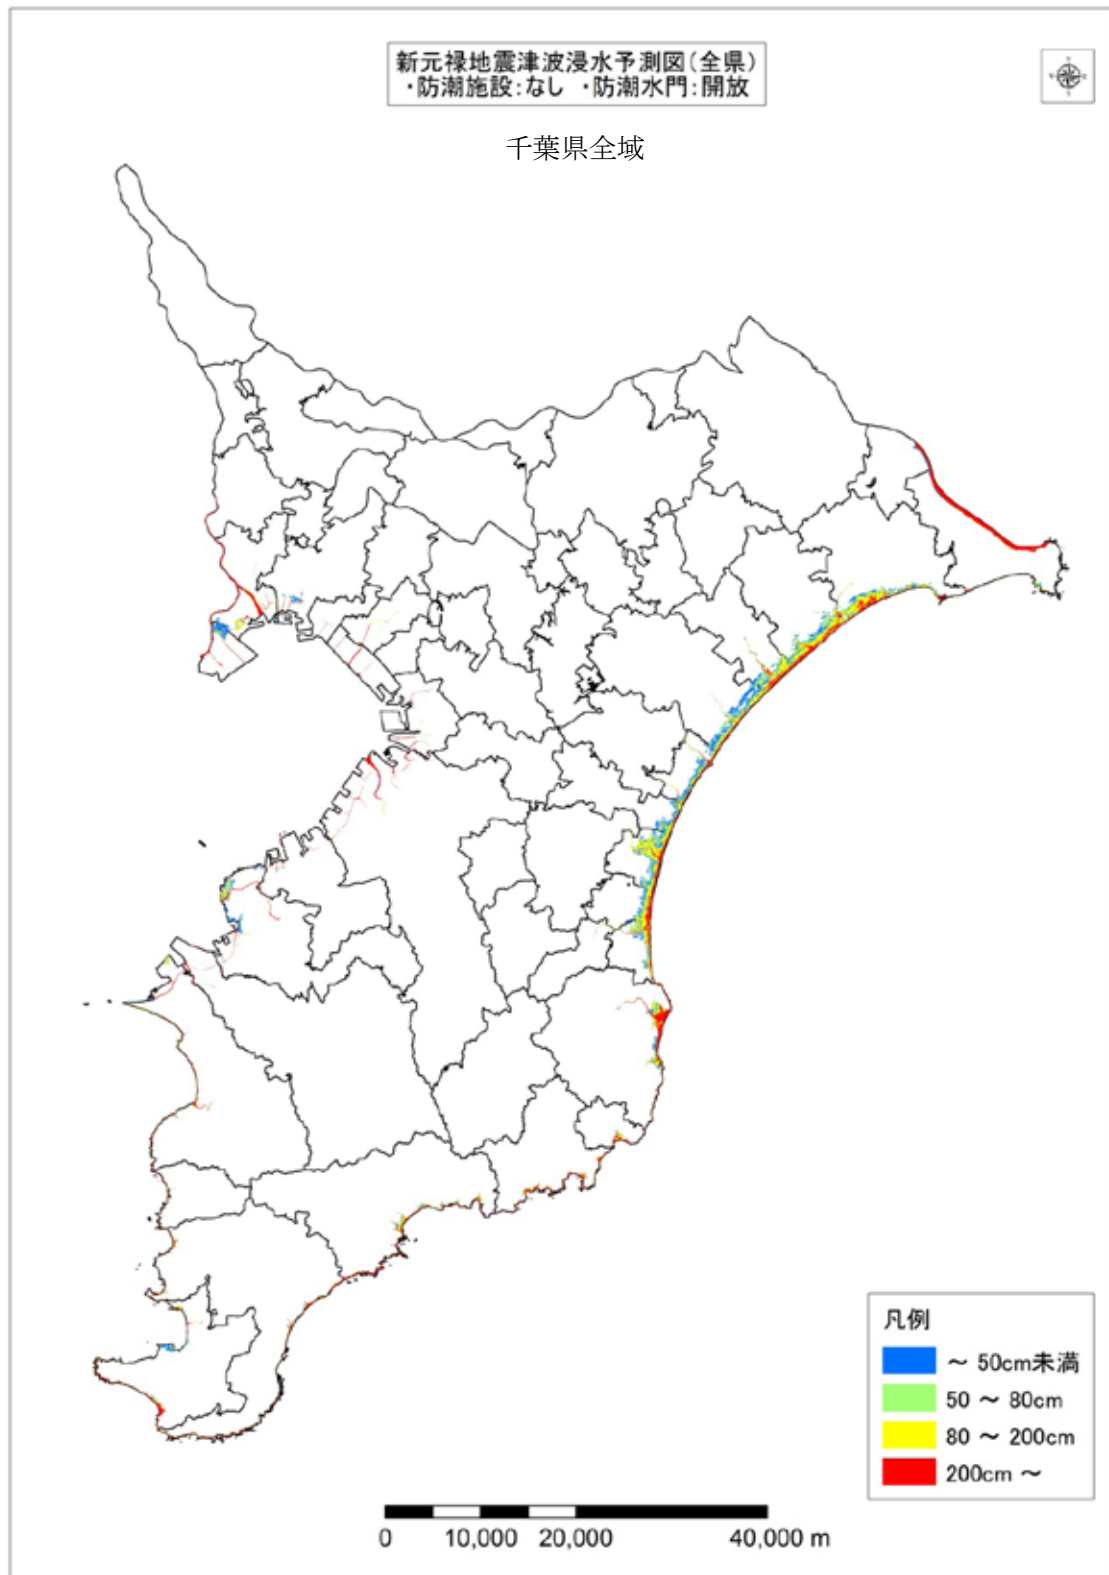 新元禄地震津波浸水予測図(全県)
・防潮施設:なし ・防潮水門:開放
千葉県全域
凡例
～ 50cm未満
50 ～ 80cm
80 ～ 200cm
200cm ～
0 10,000 20,000 40,000 m